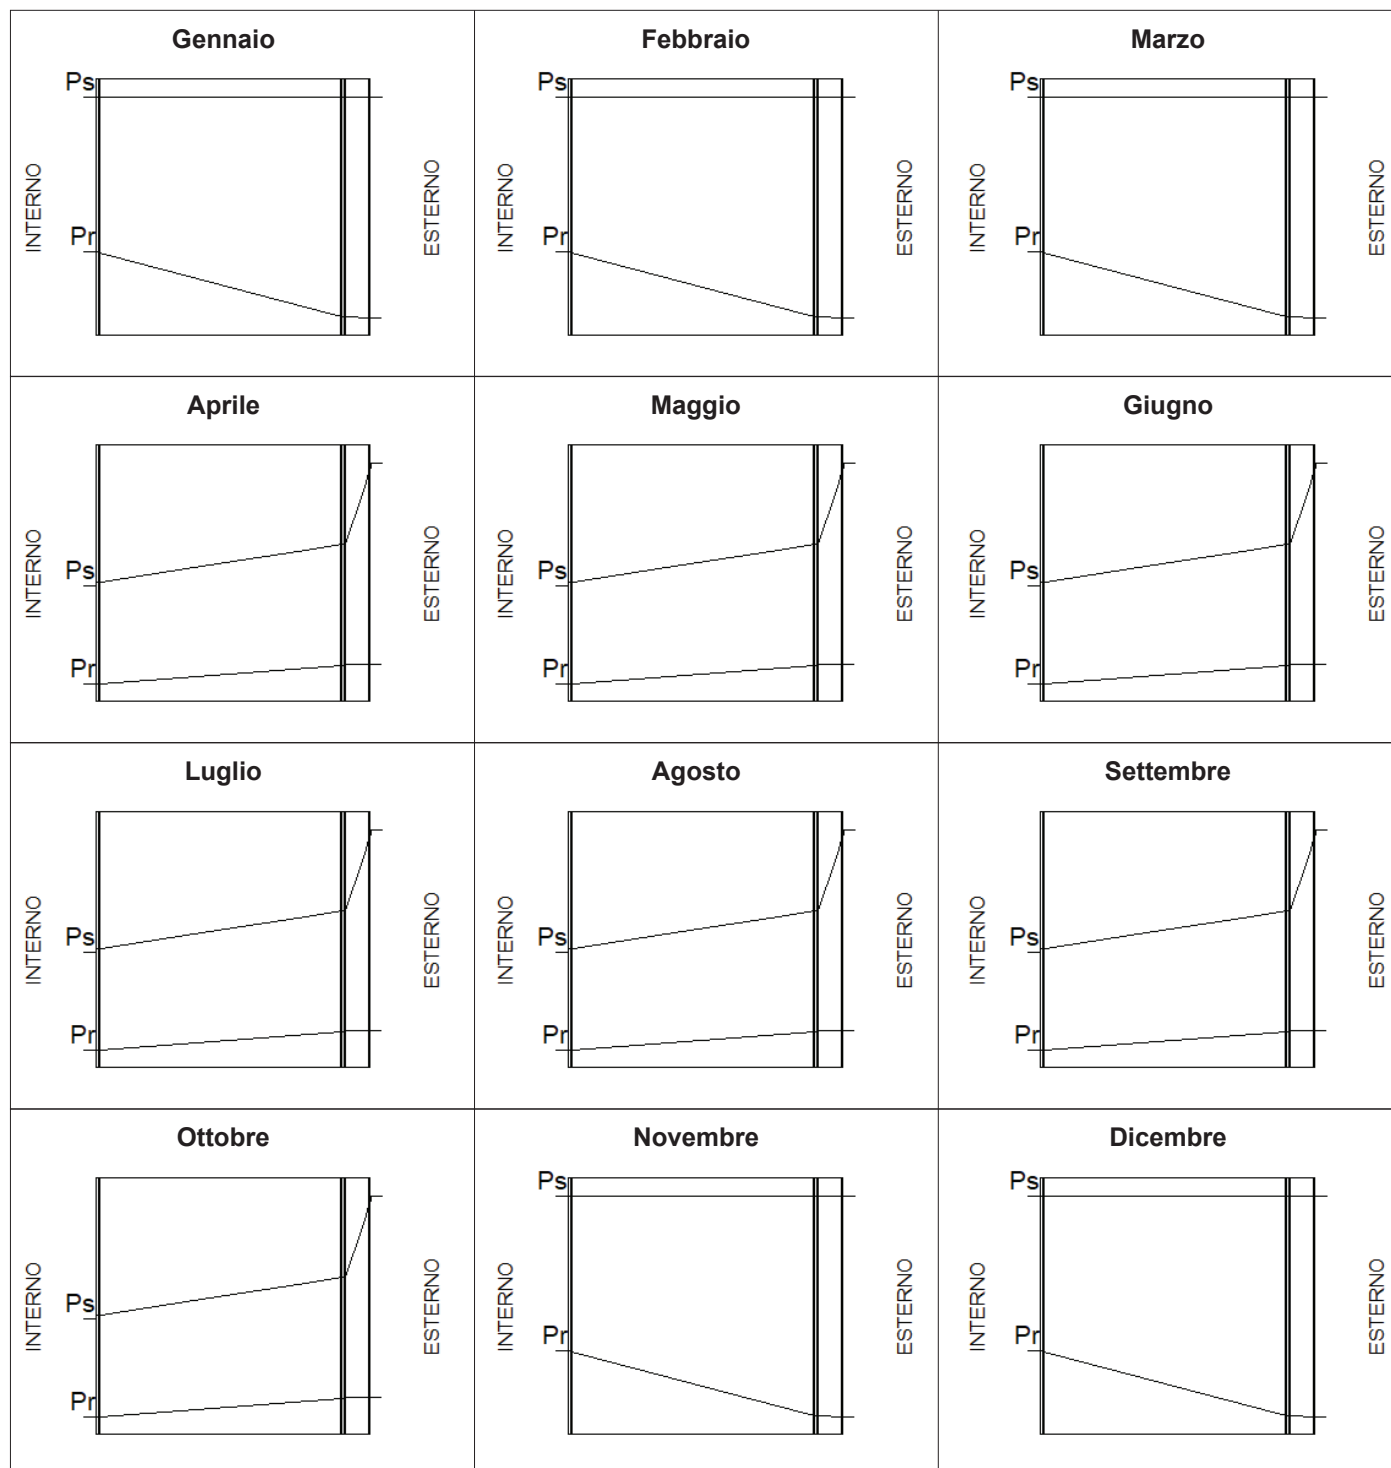 Gennaio
Febbraio
Marzo
Ps
Ps
Ps
INTERNO
ESTERNO
INTERNO
ESTERNO
INTERNO
ESTERNO
Pr
Pr
Pr
Aprile
Maggio
Giugno
INTERNO
ESTERNO
INTERNO
ESTERNO
INTERNO
ESTERNO
Ps
Ps
Ps
Pr
Pr
Pr
Luglio
Agosto
Settembre
INTERNO
ESTERNO
INTERNO
ESTERNO
INTERNO
ESTERNO
Ps
Ps
Ps
Pr
Pr
Pr
Ottobre
Novembre
Dicembre
Ps
Ps
INTERNO
ESTERNO
INTERNO
ESTERNO
INTERNO
ESTERNO
Ps
Pr
Pr
Pr